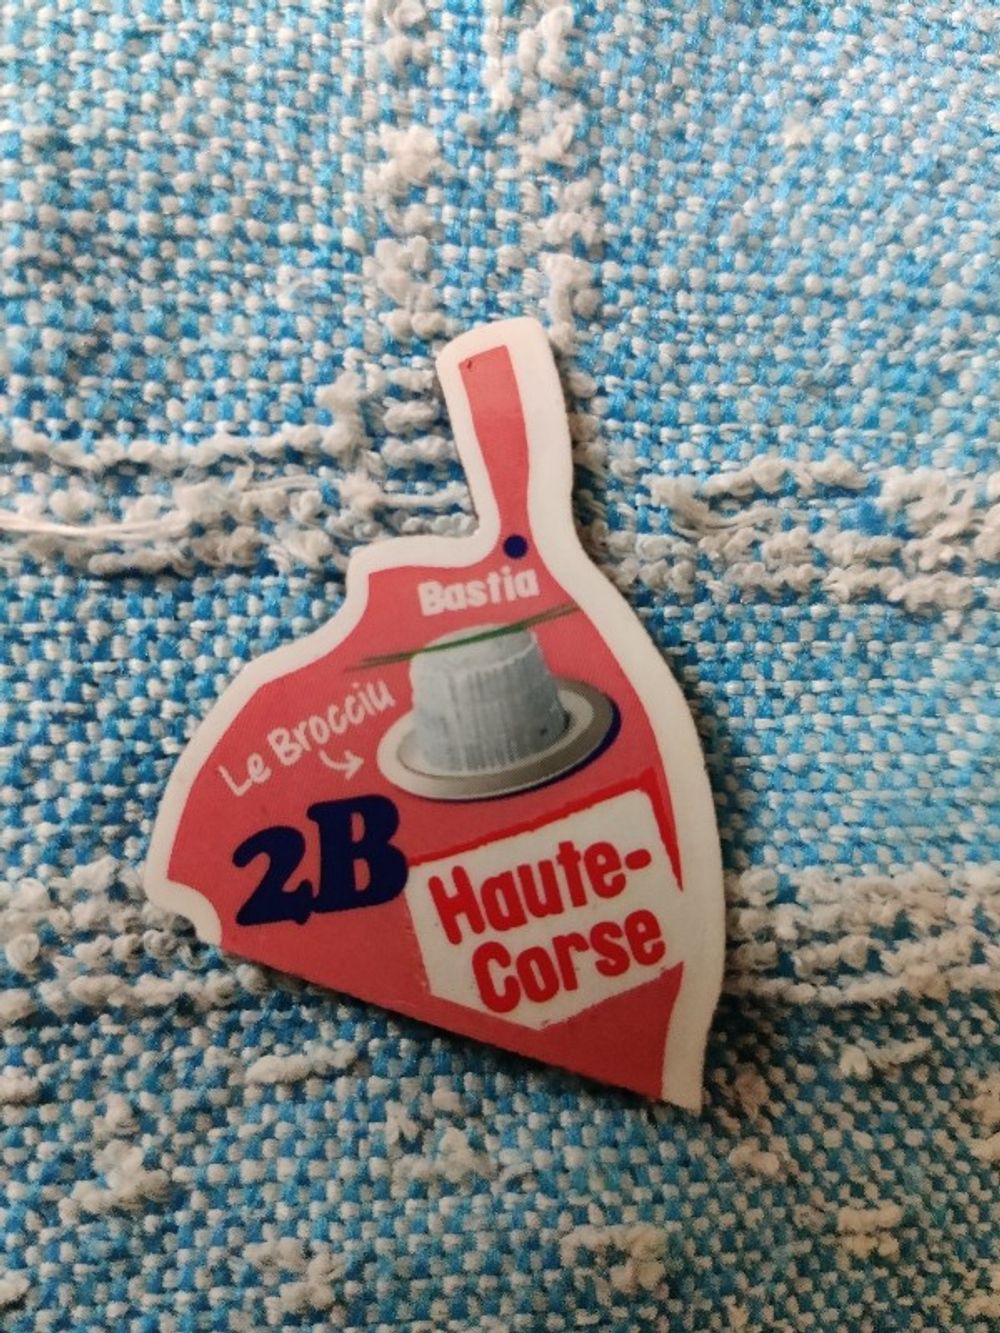 Bastia
Le Brocciu
2B
Haute-
Corse